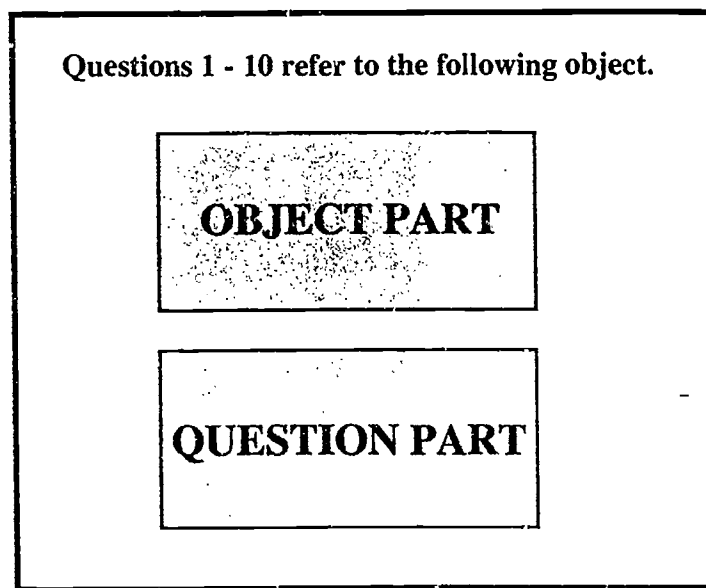 Questions 1 - 10 refer to the following object.
OBJECT PART
QUESTION PART